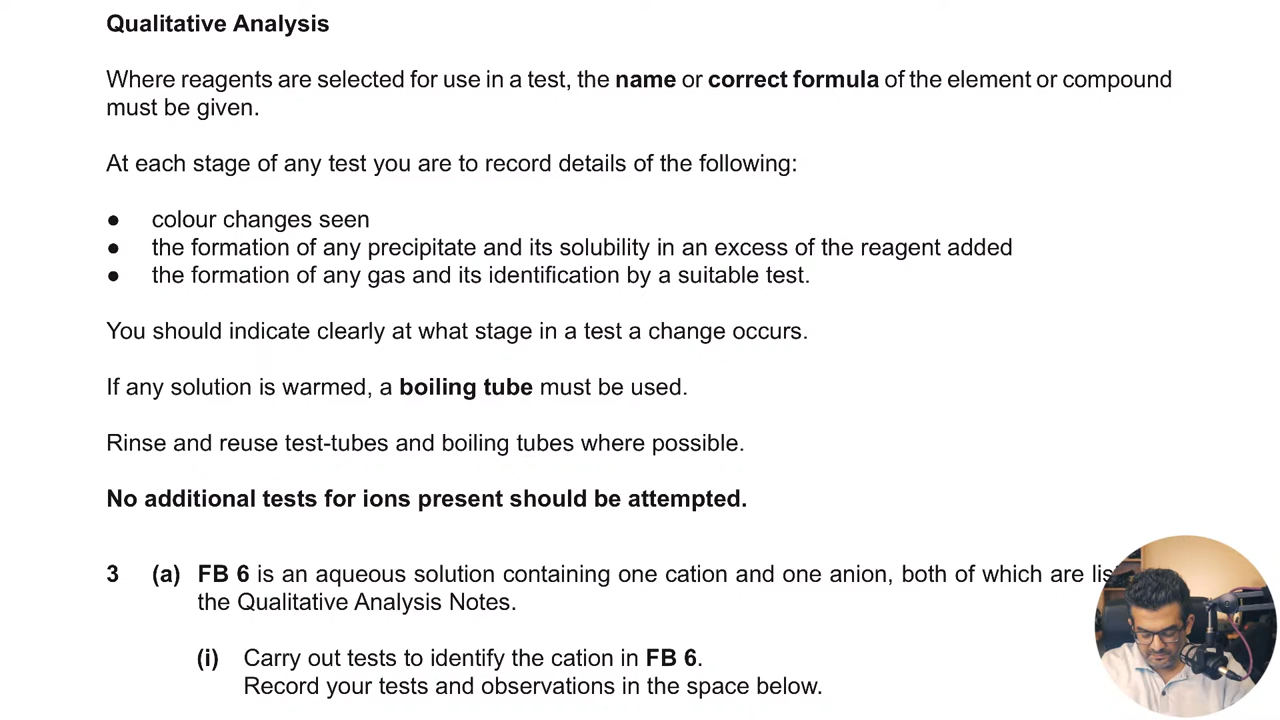 Qualitative Analysis
Where reagents are selected for use in a test, the name or correct formula of the element or compound
must be given.
At each stage of any test you are to record details of the following:
● colour changes seen
● the formation of any precipitate and its solubility in an excess of the reagent added
● the formation of any gas and its identification by a suitable test.
You should indicate clearly at what stage in a test a change occurs.
If any solution is warmed, a boiling tube must be used.
Rinse and reuse test-tubes and boiling tubes where possible.
No additional tests for ions present should be attempted.
3 (a) FB 6 is an aqueous solution containing one cation and one anion, both of which are
the Qualitative Analysis Notes.
(i) Carry out tests to identify the cation in FB 6.
Record your tests and observations in the space below.